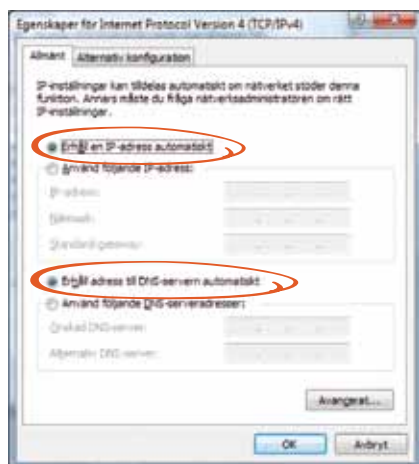 Egenskaper för Internet Protocol Version 4 (TCP/IPv4)
Allmänt
Alternativ konfiguration
IP-inställningar kan tilldelas automatiskt om nätverket stöder denna
funktion. Annars måste du fråga nätverksadministratören om rätt
IP-inställningar.
Erhåll en IP-adress automatiskt
Använd följande IP-adress:
IP-adress:
Nätmask:
Standard-gateway:
Erhåll adress till DNS-servern automatiskt
Använd följande DNS-serveradresser:
Önskad DNS-server:
Alternativ DNS-server:
Avancerat...
OK
Avbryt